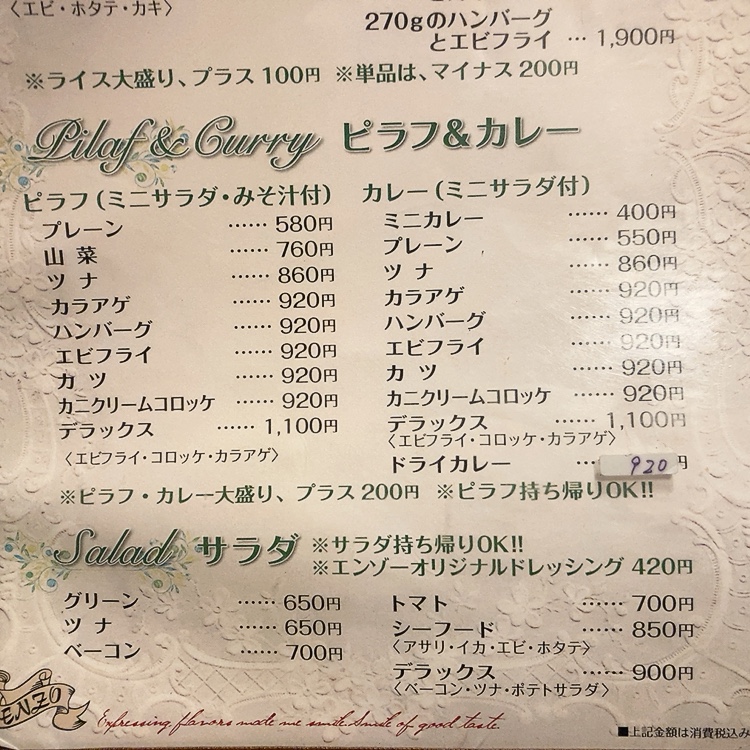 〈エビ・ホタテ・カキ〉
270gのハンバーグ
とエビフライ … 1,900円
※ライス大盛り、プラス100円 ※単品は、マイナス200円
Pilaf & Curry ピラフ&カレー
ピラフ(ミニサラダ・みそ汁付)
プレーン …… 580円
山菜 …… 760円
ツナ …… 860円
カラアゲ …… 920円
ハンバーグ …… 920円
エビフライ …… 920円
カツ …… 920円
カニクリームコロッケ …… 920円
デラックス …… 1,100円
〈エビフライ・コロッケ・カラアゲ〉
カレー(ミニサラダ付)
ミニカレー …… 400円
プレーン …… 550円
ツナ …… 860円
カラアゲ …… 920円
ハンバーグ …… 920円
エビフライ …… 920円
カツ …… 920円
カニクリームコロッケ …… 920円
デラックス …… 1,100円
〈エビフライ・コロッケ・カラアゲ〉
ドライカレー … 920円
※ピラフ・カレー大盛り、プラス200円 ※ピラフ持ち帰りOK!!
Salad サラダ ※サラダ持ち帰りOK!!
※エンゾーオリジナルドレッシング 420円
グリーン …… 650円
ツナ …… 650円
ベーコン …… 700円
トマト …… 700円
シーフード …… 850円
〈アサリ・イカ・エビ・ホタテ〉
デラックス …… 900円
〈ベーコン・ツナ・ポテトサラダ〉
ENZO
Expressing flavors made me smile. Smell of good taste.
■上記金額は消費税込み